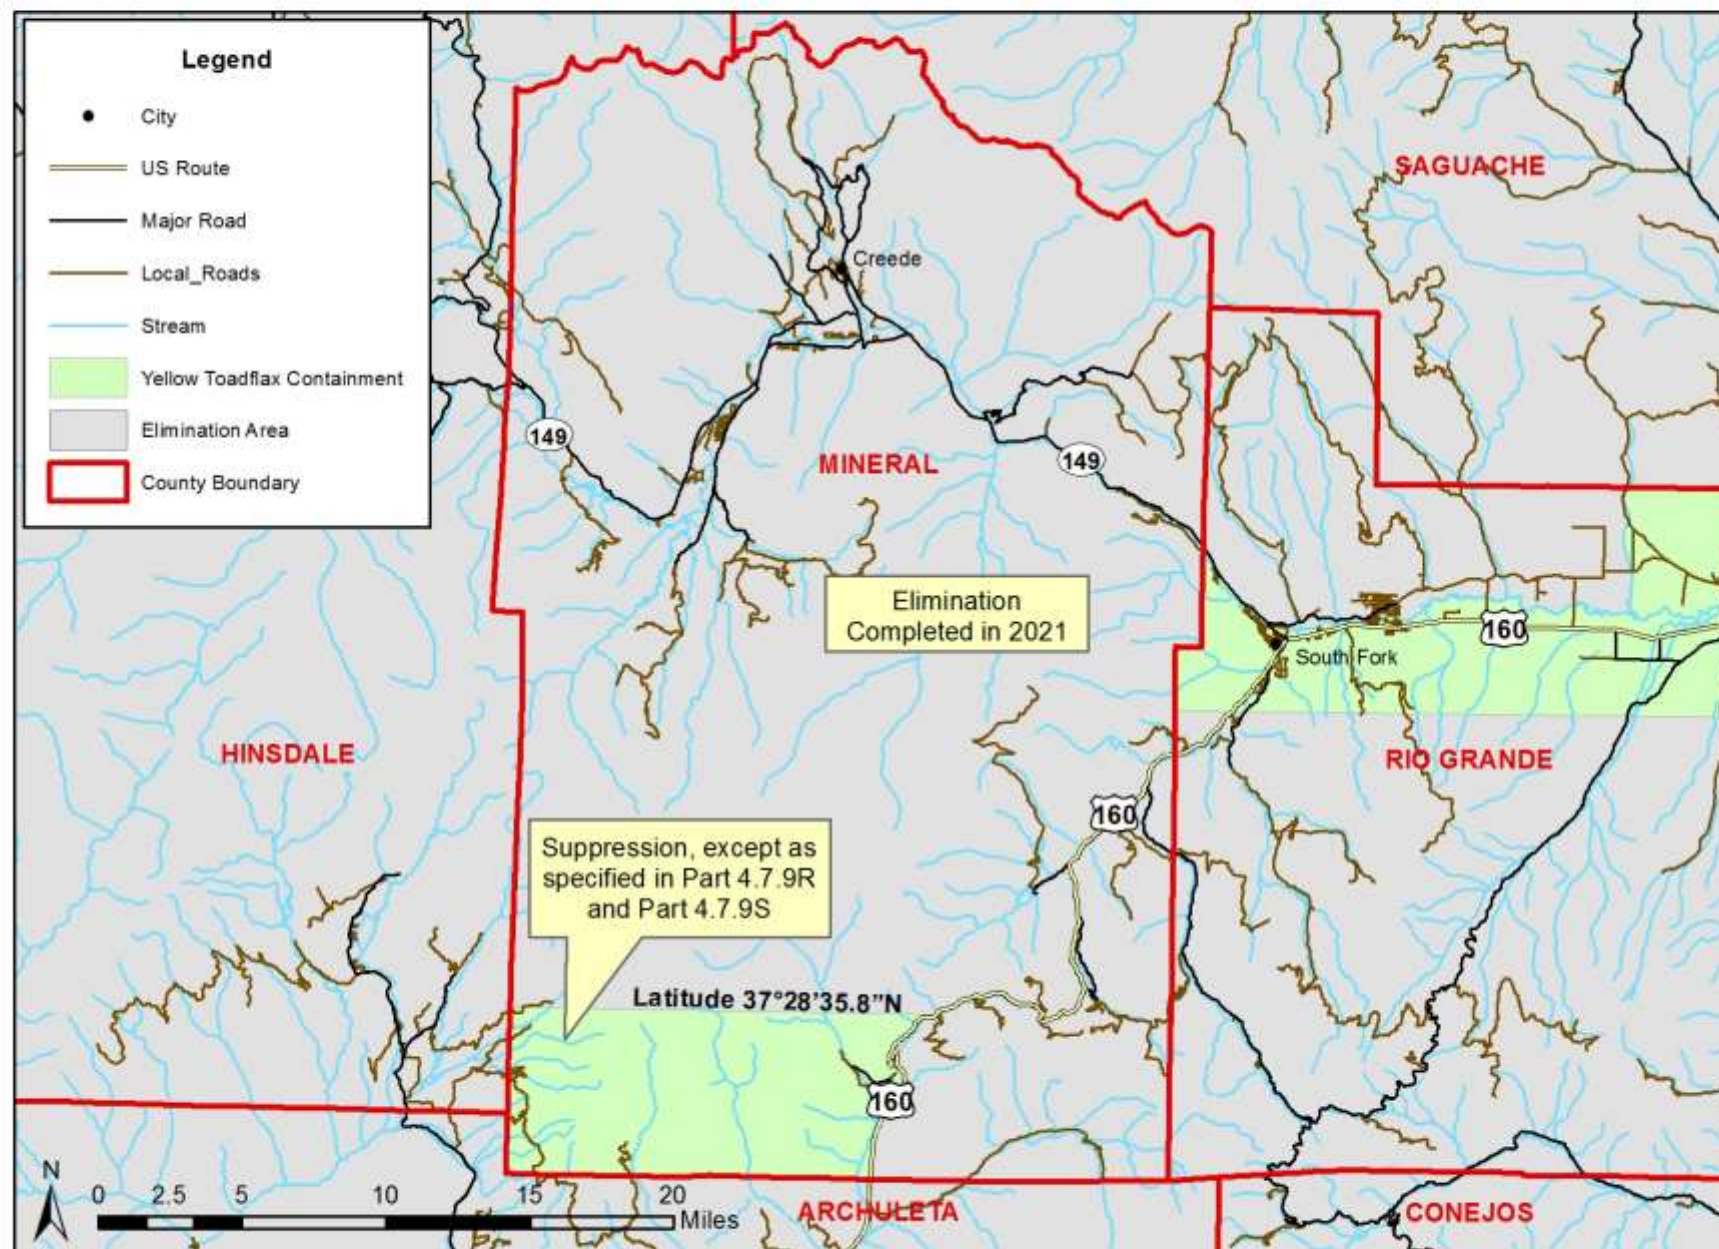 Legend
City
US Route
Major Road
Local_Roads
Stream
Yellow Toadflax Containment
Elimination Area
County Boundary
SAGUACHE
Creede
149
MINERAL
149
Elimination
Completed in 2021
160
South Fork
HINSDALE
RIO GRANDE
160
Suppression, except as
specified in Part 4.7.9R
and Part 4.7.9S
Latitude 37°28'35.8"N
160
N
0 2.5 5 10 15 20
Miles
ARCHULETA
CONEJOS